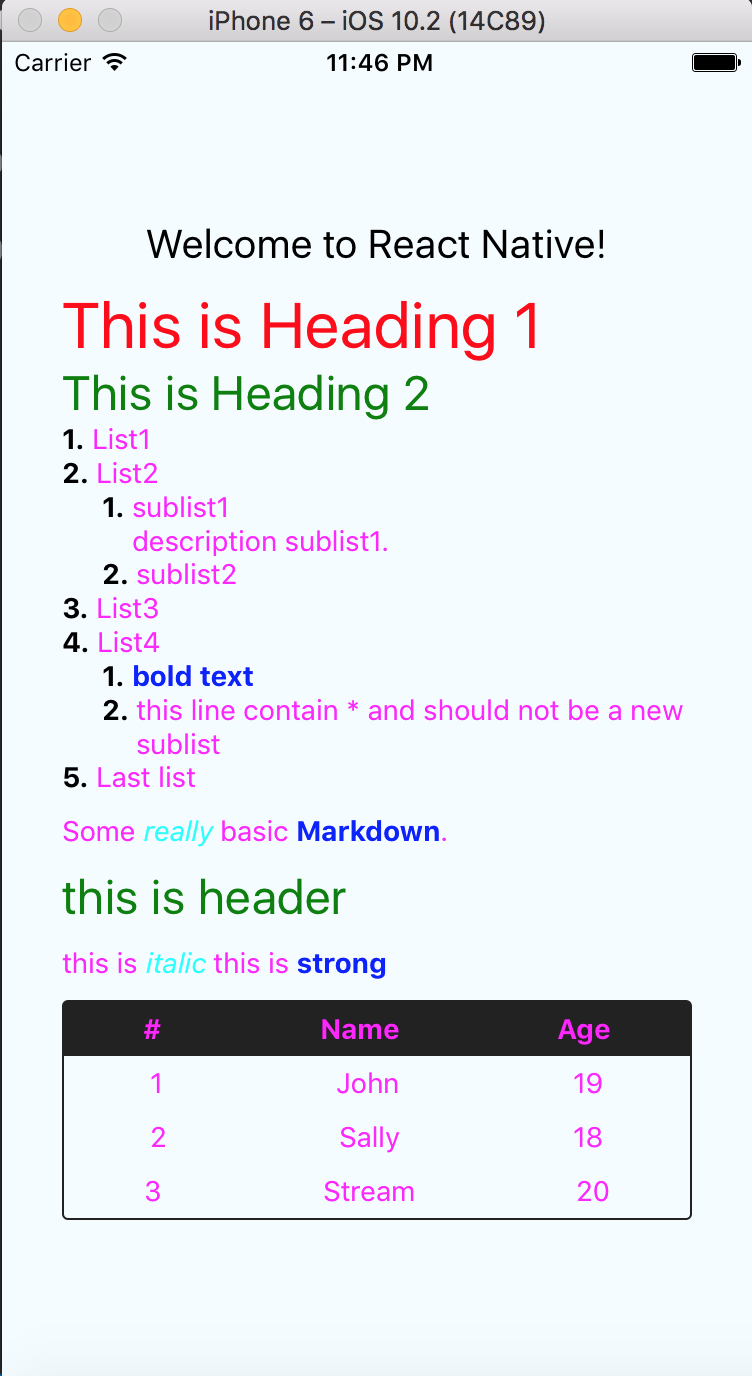 iPhone 6 – iOS 10.2 (14C89)
Carrier 11:46 PM
Welcome to React Native!
This is Heading 1
This is Heading 2
1. List1
2. List2
1. sublist1
description sublist1.
2. sublist2
3. List3
4. List4
1. bold text
2. this line contain * and should not be a new
sublist
5. Last list
Some really basic Markdown.
this is header
this is italic this is strong
# Name Age
1 John 19
2 Sally 18
3 Stream 20